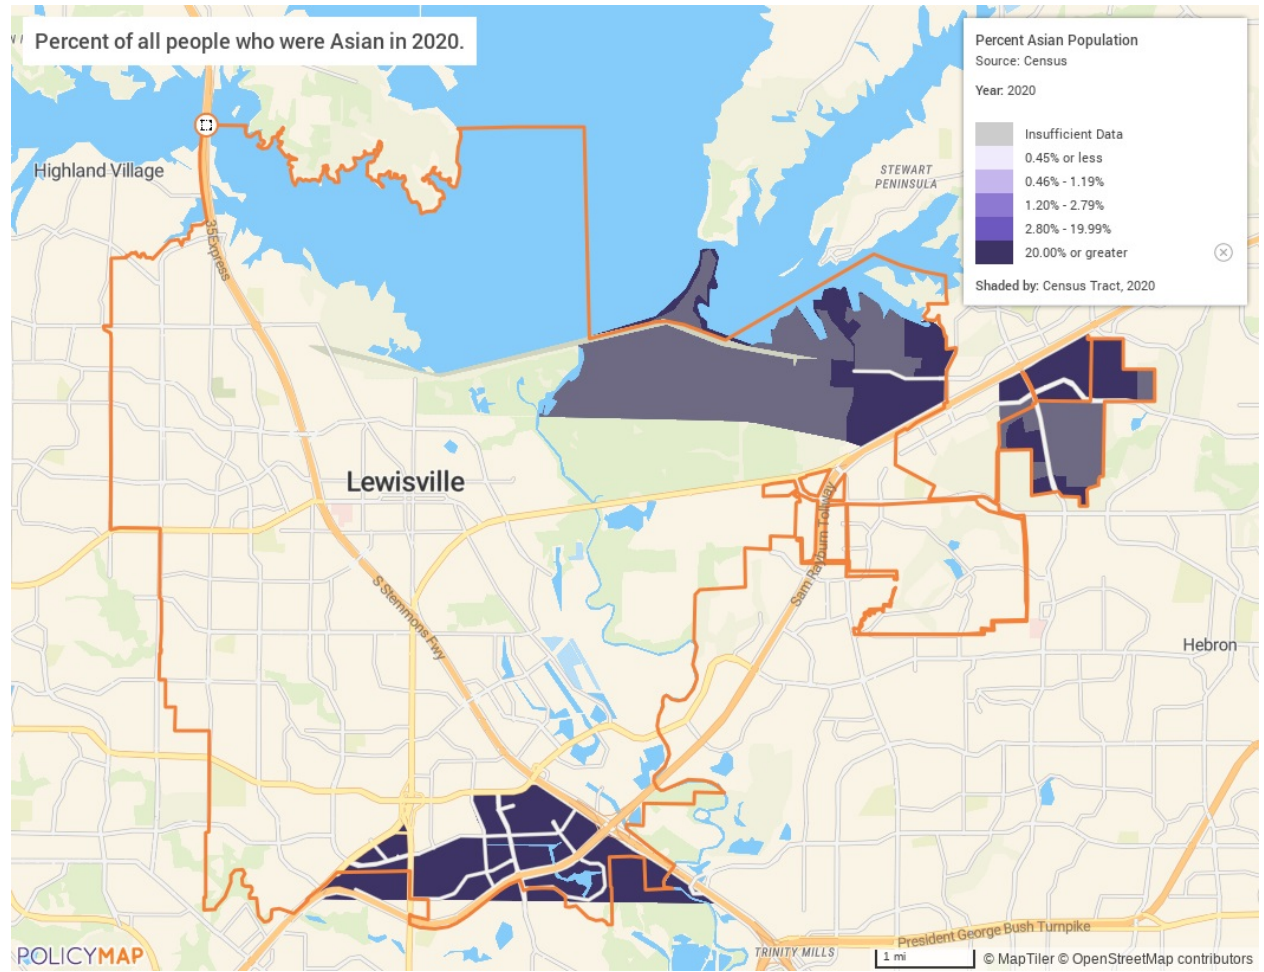 Percent of all people who were Asian in 2020.
Percent Asian Population
Source: Census
Year: 2020
Insufficient Data
0.45% or less
0.46% - 1.19%
1.20% - 2.79%
2.80% - 19.99%
20.00% or greater
Shaded by: Census Tract, 2020
Highland Village
STEWART
PENINSULA
35Express
Lewisville
Sam Rayburn Tollway
S Stemmons Fwy
Hebron
President George Bush Turnpike
TRINITY MILLS
POLICYMAP
1 mi
© MapTiler © OpenStreetMap contributors